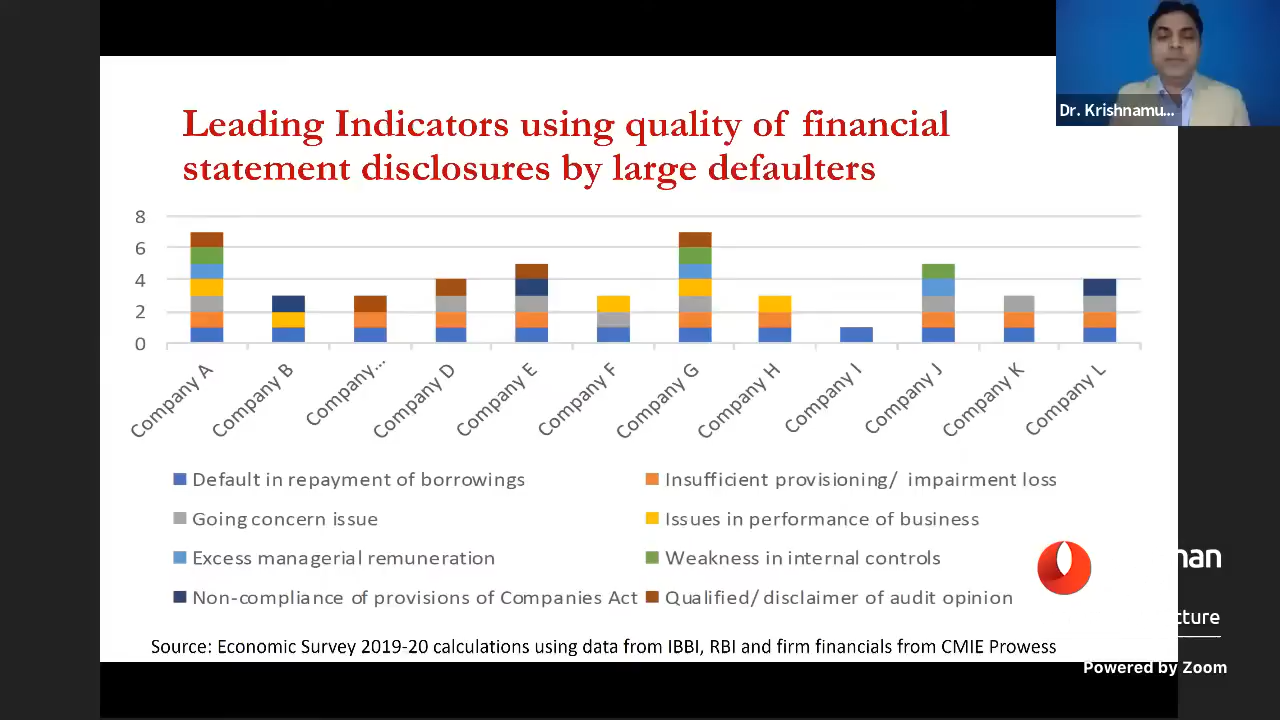 Dr. Krishnamu...
Leading Indicators using quality of financial
statement disclosures by large defaulters
8
6
4
2
0
Company A
Company B
Company...
Company D
Company E
Company F
Company G
Company H
Company I
Company J
Company K
Company L
Default in repayment of borrowings
Insufficient provisioning/ impairment loss
Going concern issue
Issues in performance of business
Excess managerial remuneration
Weakness in internal controls
Non-compliance of provisions of Companies Act
Qualified/ disclaimer of audit opinion
nan
cture
Source: Economic Survey 2019-20 calculations using data from IBBI, RBI and firm financials from CMIE Prowess
Powered by Zoom